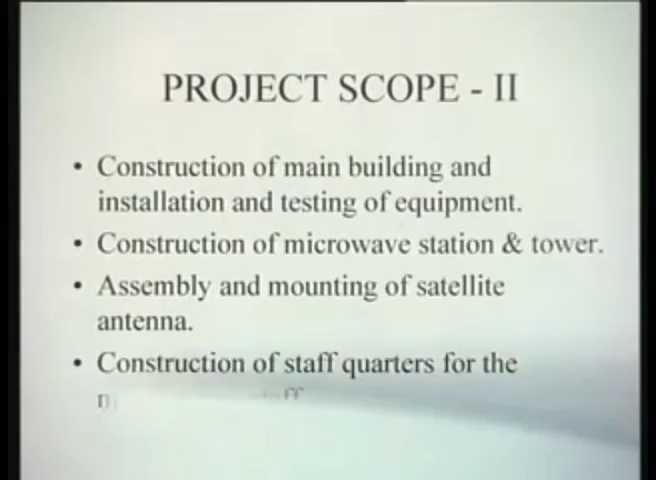 PROJECT SCOPE - II
• Construction of main building and
installation and testing of equipment.
• Construction of microwave station & tower.
• Assembly and mounting of satellite
antenna.
• Construction of staff quarters for the